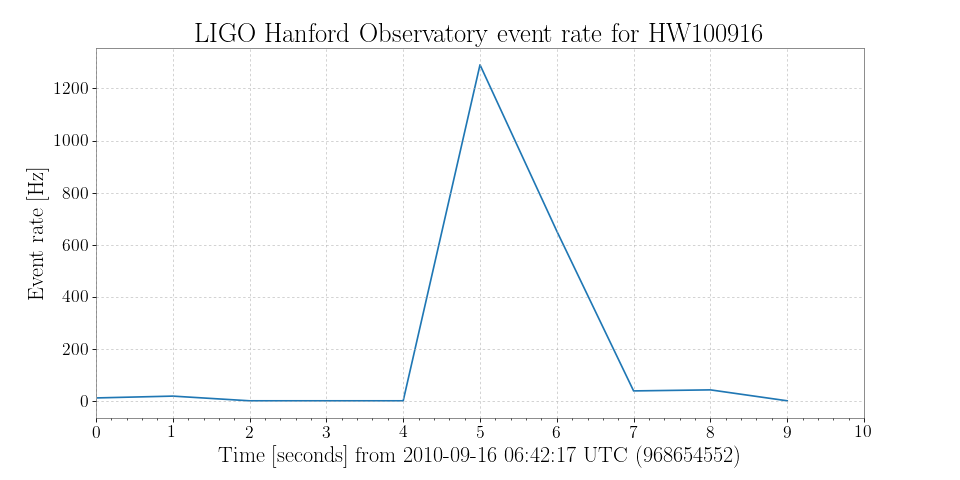 LIGO Hanford Observatory event rate for HW100916
1200
1000
800
600
400
200
0
Event rate [Hz]
0 1 2 3 4 5 6 7 8 9 10
Time [seconds] from 2010-09-16 06:42:17 UTC (968654552)